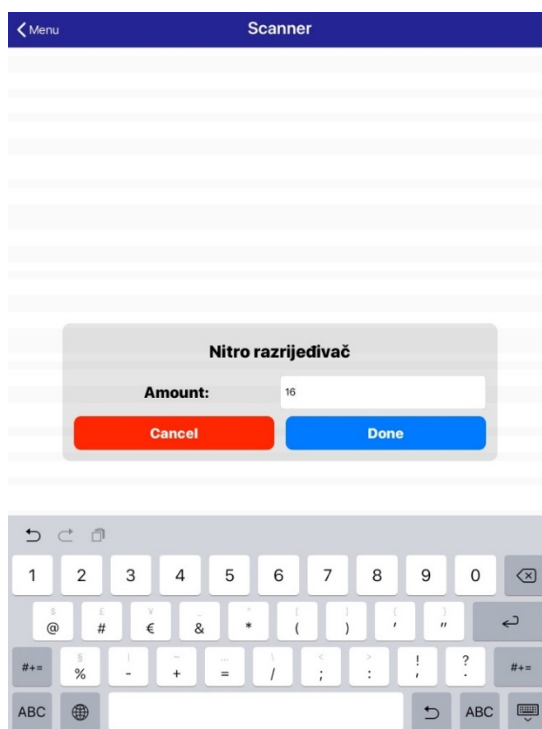 Menu
Scanner
Nitro razrijeđivač
Amount:
16
Cancel
Done
1 2 3 4 5 6 7 8 9 0
$ £ ¥ _ ^ [ ] { }
@ # € & * ( ) ' "
§ | ~ … \ < > ! ?
#+= % - + = / ; : , . #+=
ABC ABC